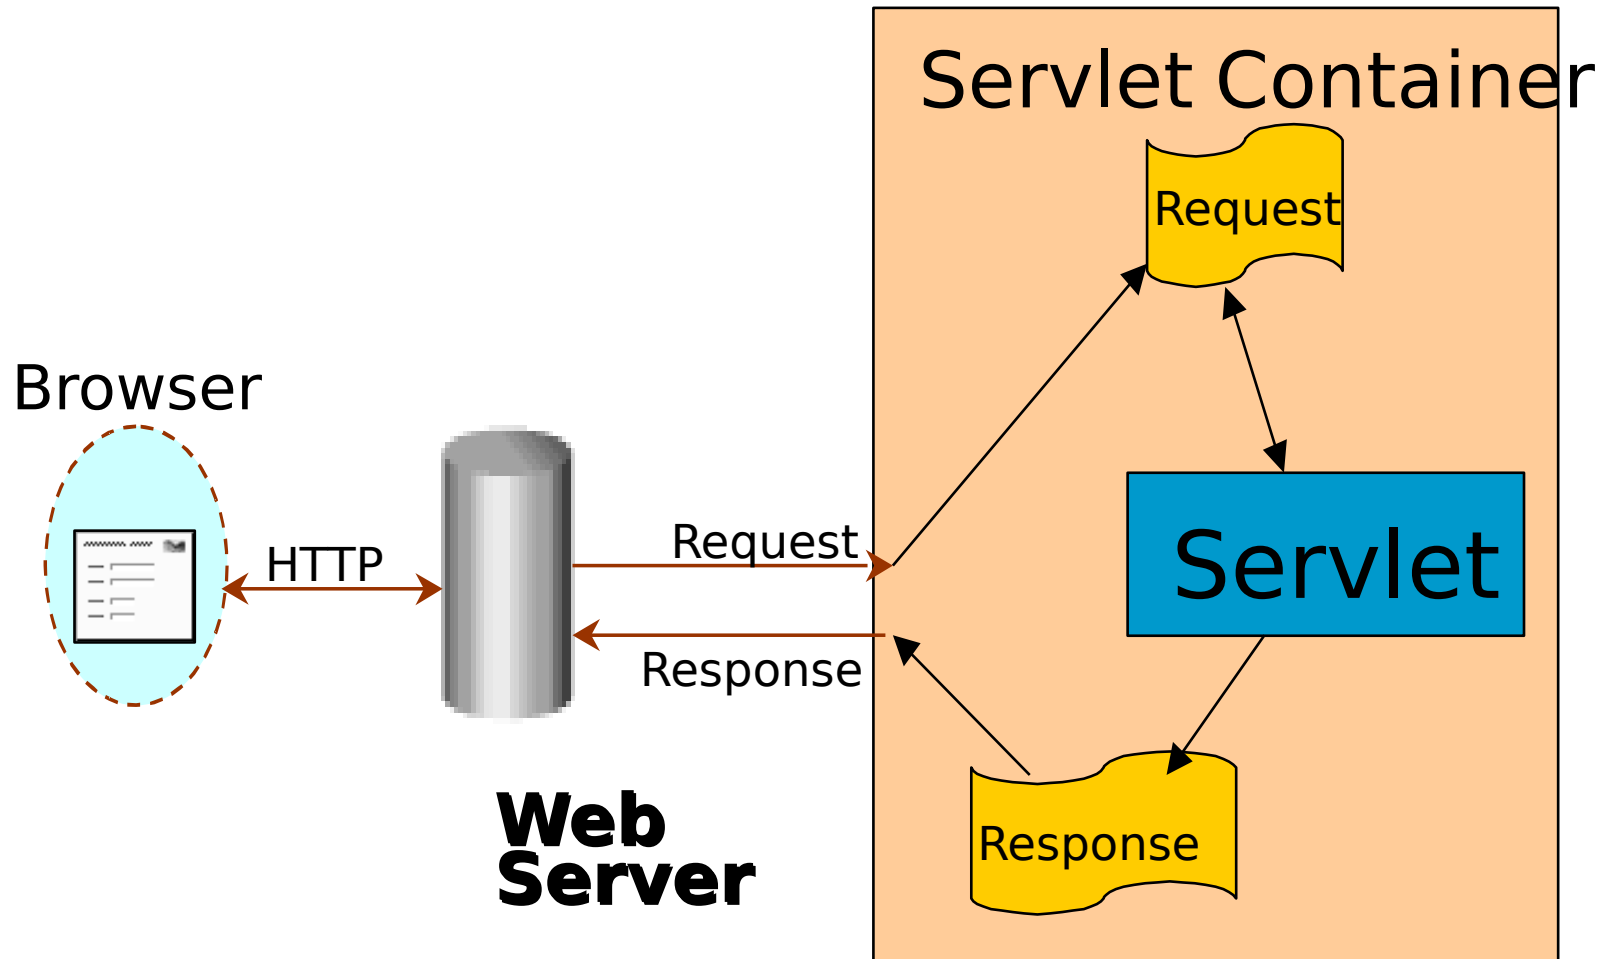 Servlet Container
Request
Browser
HTTP
Request
Servlet
Response
Web
Server
Response